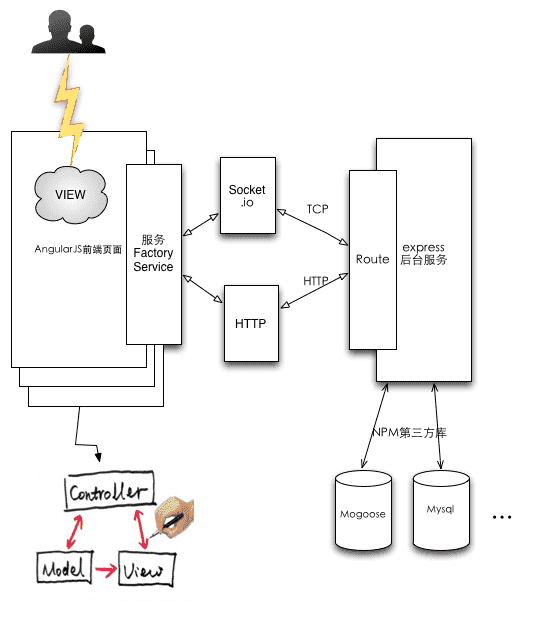 VIEW
AngularJS前端页面
服务
Factory
Service
Socket
.io
HTTP
TCP
HTTP
Route
express
后台服务
NPM第三方库
Mogoose
Mysql
...
Controller
Model
View